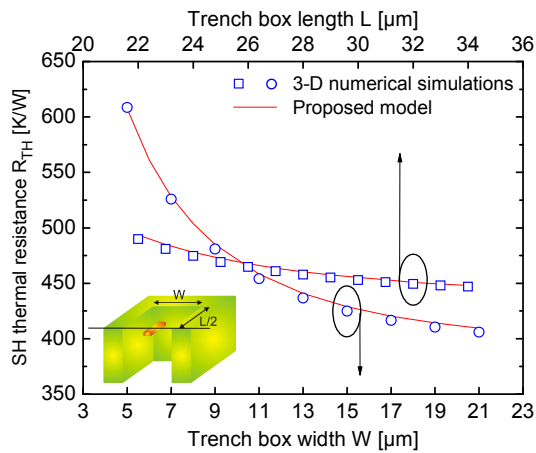 Trench box length L [µm]
20 22 24 26 28 30 32 34 36
SH thermal resistance R_TH [K/W]
650
600
550
500
450
400
350
3-D numerical simulations
Proposed model
W
L/2
3 5 7 9 11 13 15 17 19 21 23
Trench box width W [µm]